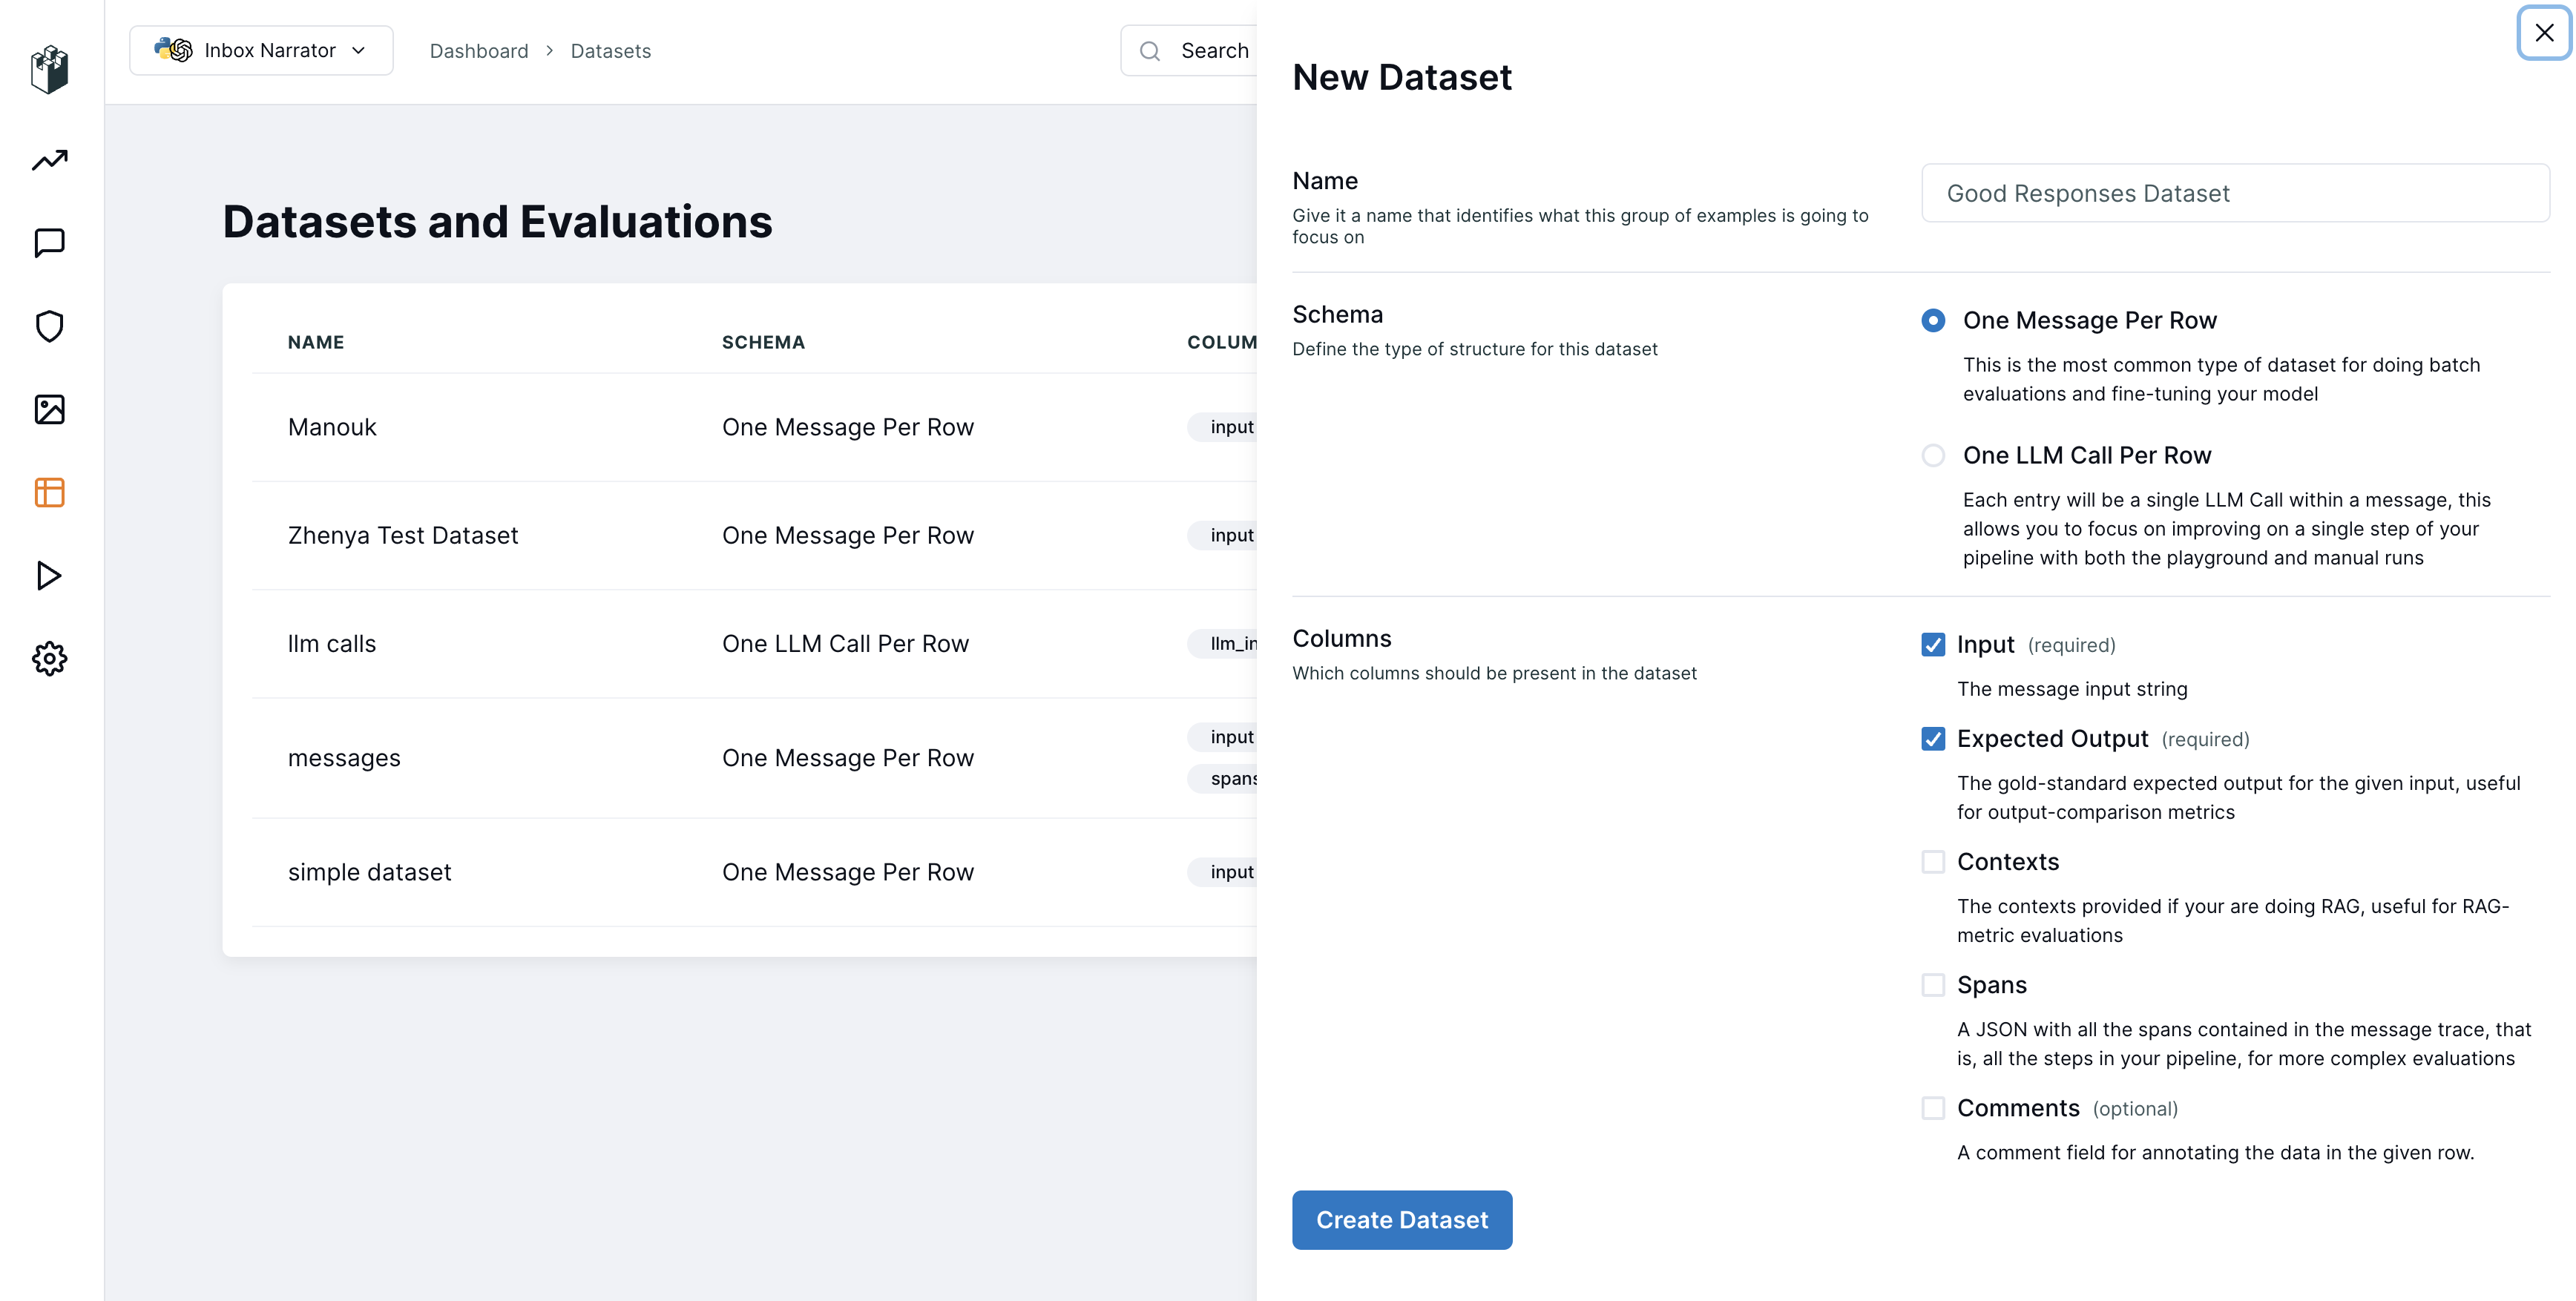 Inbox Narrator
Dashboard > Datasets
Search
Datasets and Evaluations
NAME SCHEMA COLUM
Manouk One Message Per Row input
Zhenya Test Dataset One Message Per Row input
llm calls One LLM Call Per Row llm_in
messages One Message Per Row input
spans
simple dataset One Message Per Row input
New Dataset
Name
Give it a name that identifies what this group of examples is going to
focus on
Good Responses Dataset
Schema
Define the type of structure for this dataset
One Message Per Row
This is the most common type of dataset for doing batch
evaluations and fine-tuning your model
One LLM Call Per Row
Each entry will be a single LLM Call within a message, this
allows you to focus on improving on a single step of your
pipeline with both the playground and manual runs
Columns
Which columns should be present in the dataset
Input (required)
The message input string
Expected Output (required)
The gold-standard expected output for the given input, useful
for output-comparison metrics
Contexts
The contexts provided if your are doing RAG, useful for RAG-
metric evaluations
Spans
A JSON with all the spans contained in the message trace, that
is, all the steps in your pipeline, for more complex evaluations
Comments (optional)
A comment field for annotating the data in the given row.
Create Dataset